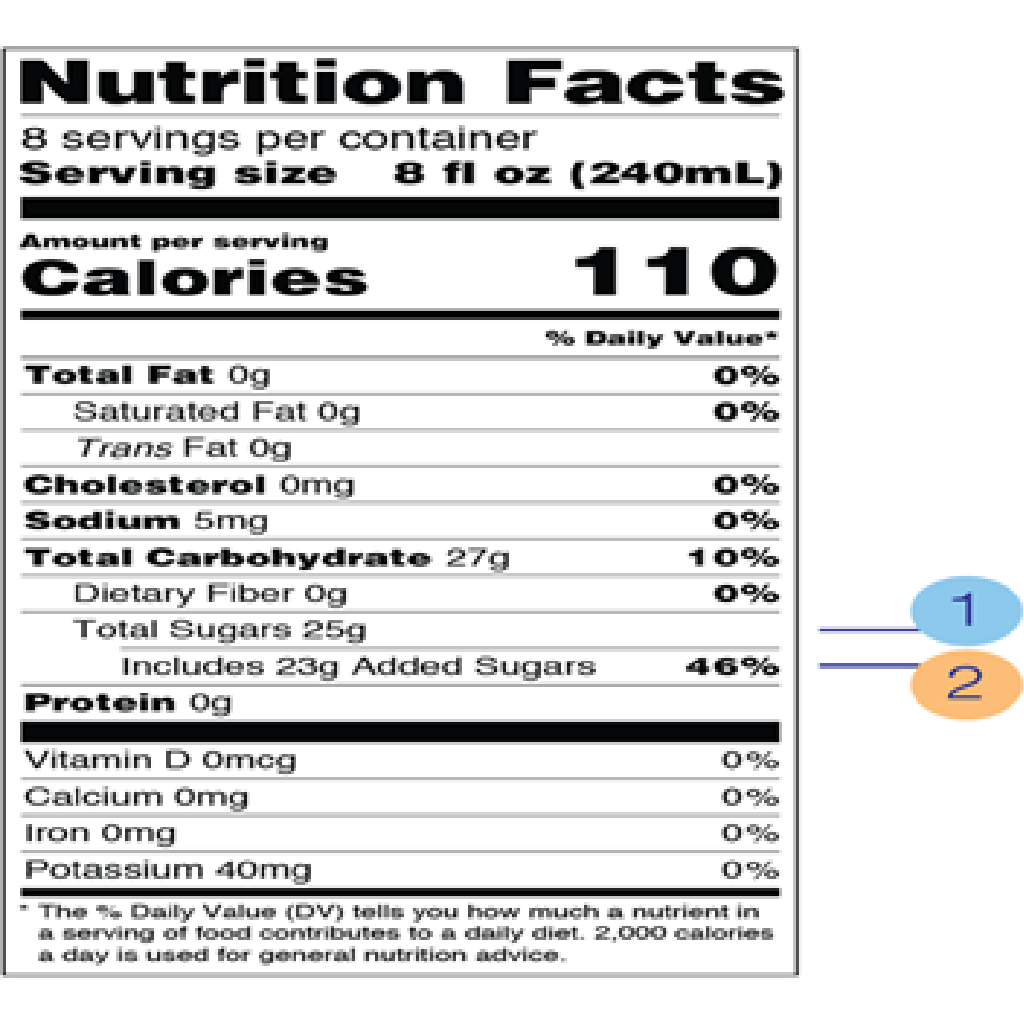 Nutrition Facts
8 servings per container
Serving size 8 fl oz (240mL)
Amount per serving
Calories 110
% Daily Value*
Total Fat 0g 0%
Saturated Fat 0g 0%
Trans Fat 0g
Cholesterol 0mg 0%
Sodium 5mg 0%
Total Carbohydrate 27g 10%
Dietary Fiber 0g 0%
Total Sugars 25g
1
Includes 23g Added Sugars 46%
2
Protein 0g
Vitamin D 0mcg 0%
Calcium 0mg 0%
Iron 0mg 0%
Potassium 40mg 0%
* The % Daily Value (DV) tells you how much a nutrient in
a serving of food contributes to a daily diet. 2,000 calories
a day is used for general nutrition advice.